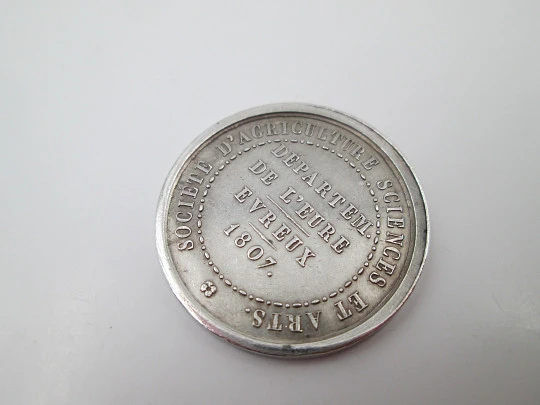 SOCIÉTÉ D'AGRICULTURE SCIENCES ET ARTS.
DÉPARTEM.
DE L'EURE
EVREUX
1807.